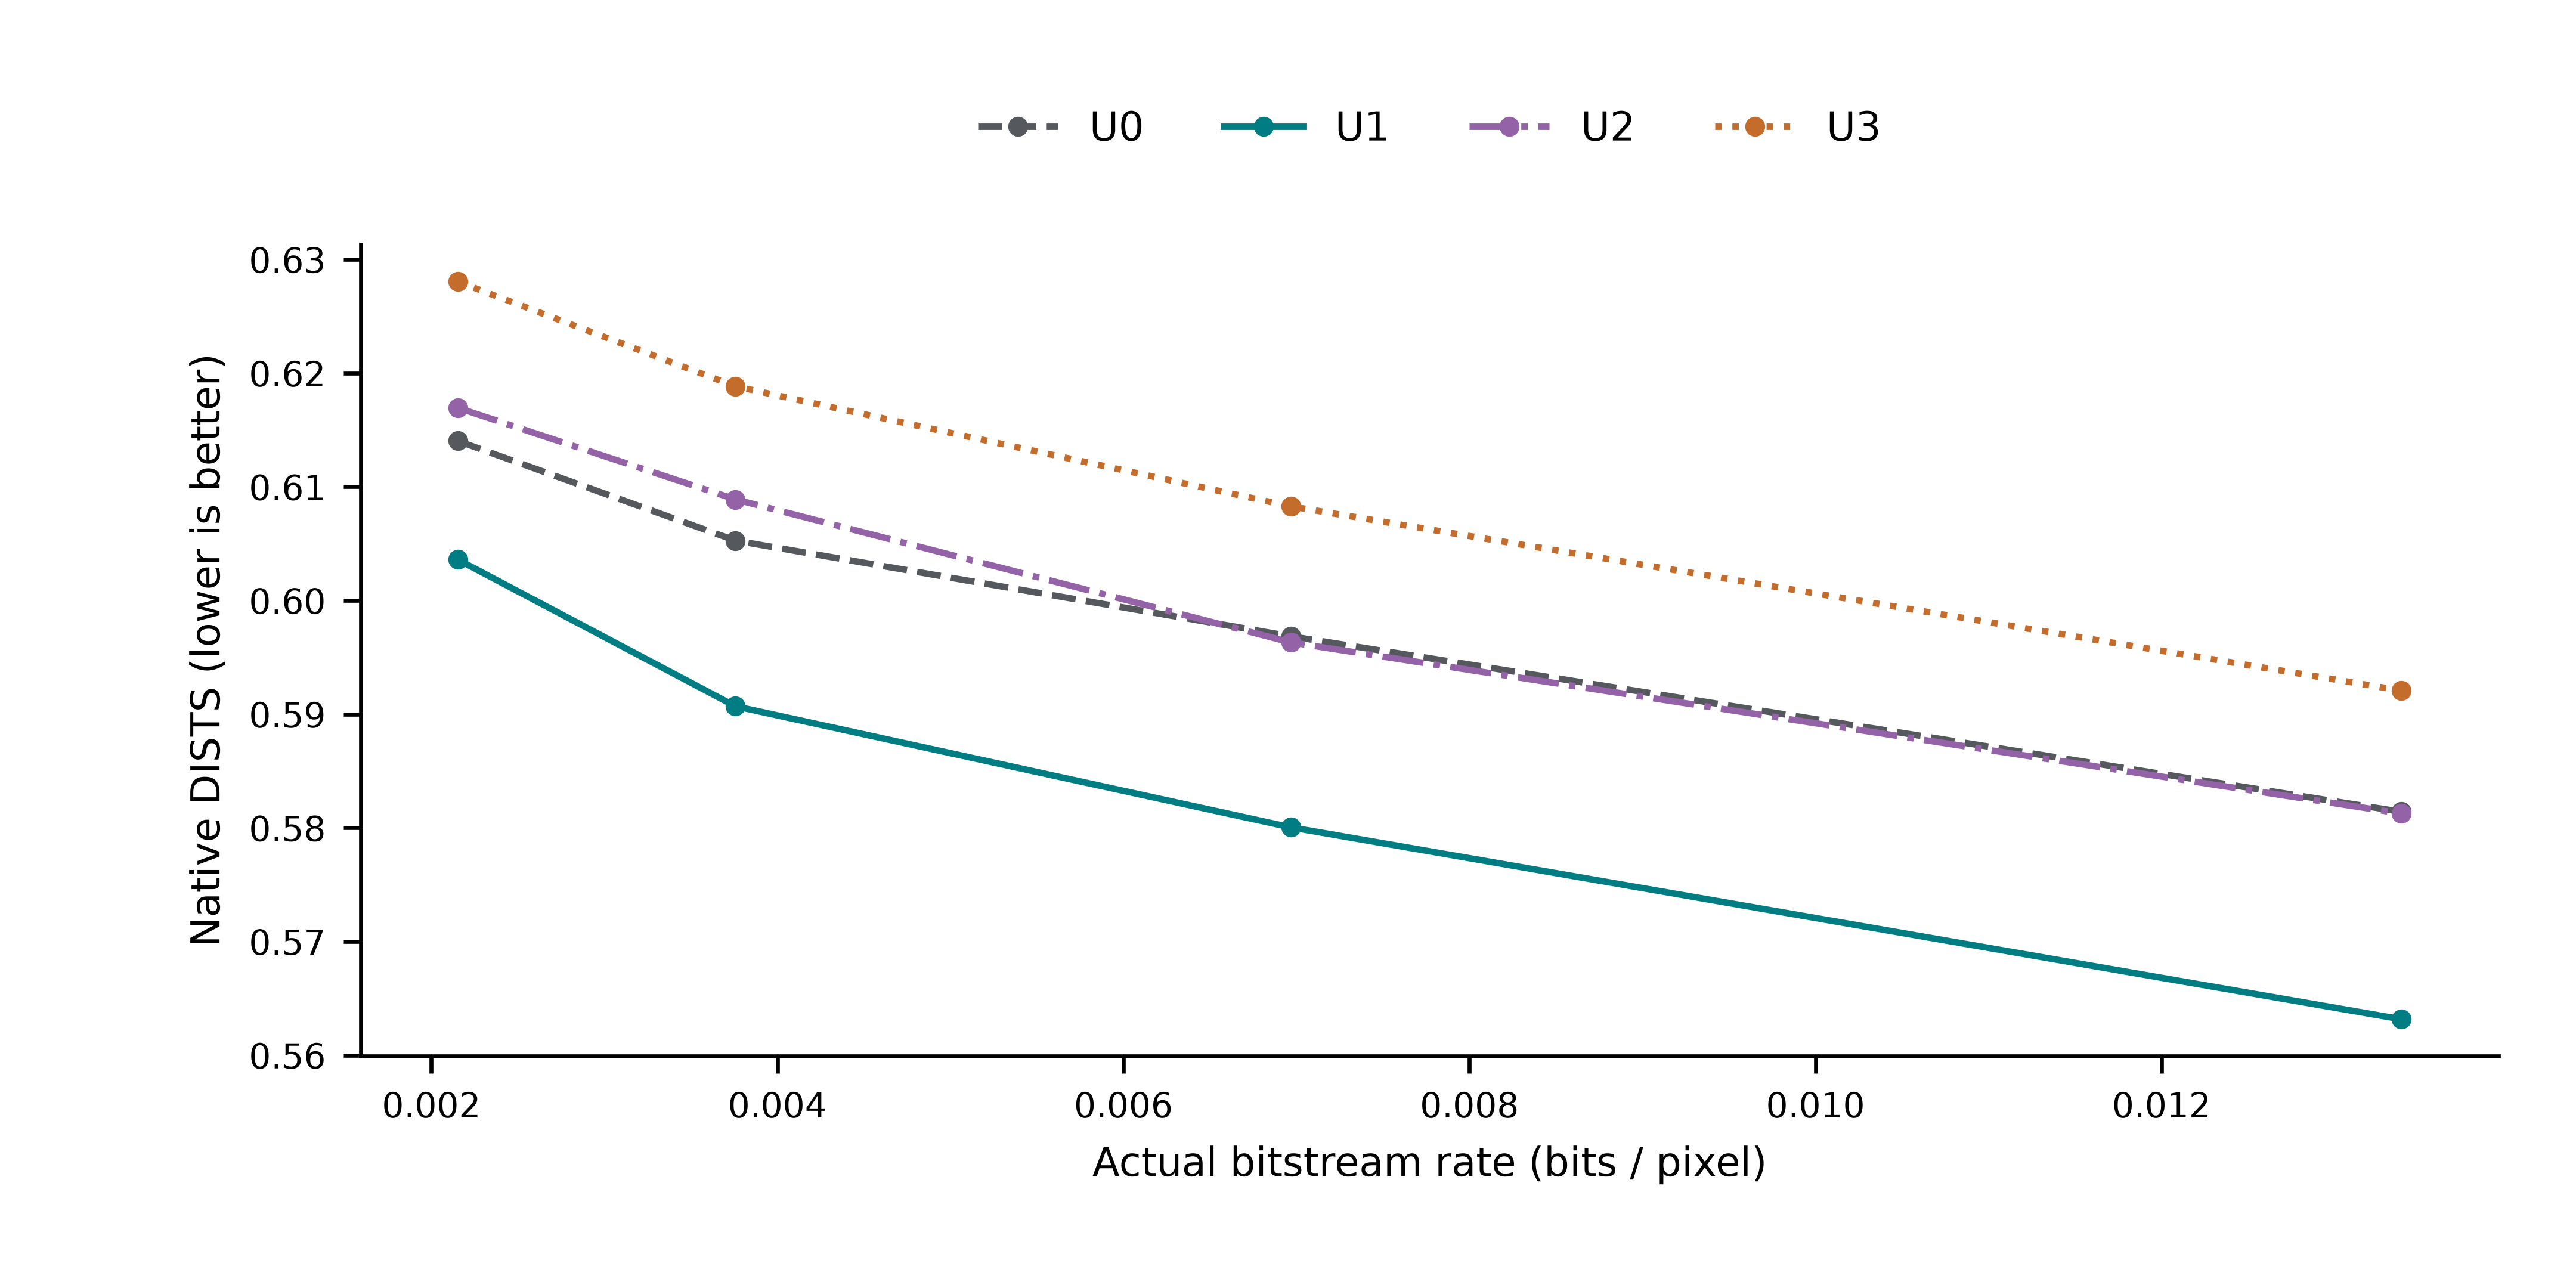 U0 U1 U2 U3
0.63
0.62
0.61
0.60
0.59
0.58
0.57
0.56
Native DISTS (lower is better)
0.002 0.004 0.006 0.008 0.010 0.012
Actual bitstream rate (bits / pixel)